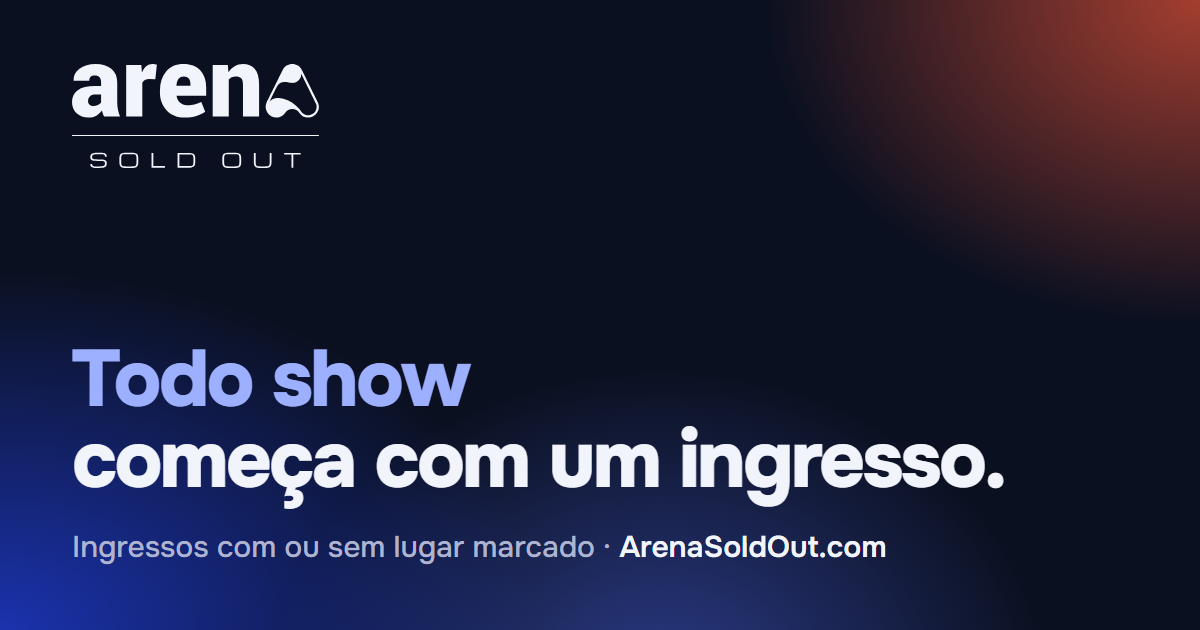 arena
SOLD OUT
Todo show
começa com um ingresso.
Ingressos com ou sem lugar marcado · ArenaSoldOut.com